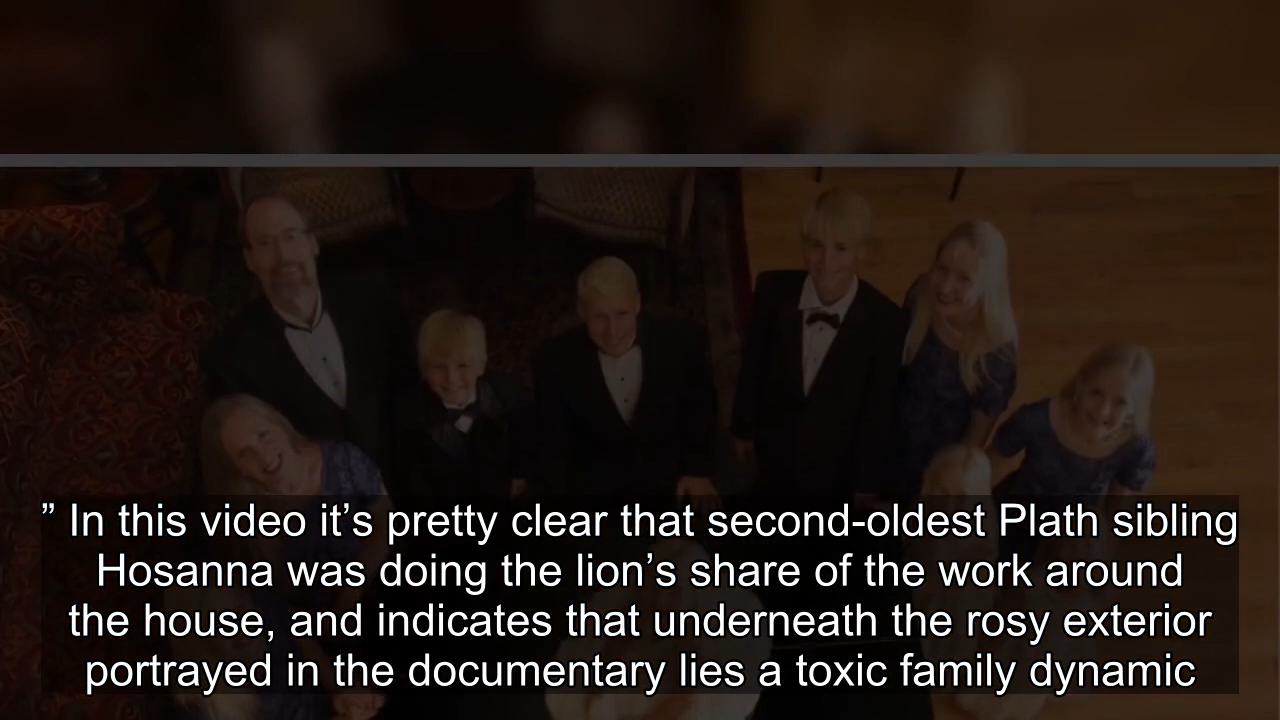 ” In this video it’s pretty clear that second-oldest Plath sibling
Hosanna was doing the lion’s share of the work around
the house, and indicates that underneath the rosy exterior
portrayed in the documentary lies a toxic family dynamic